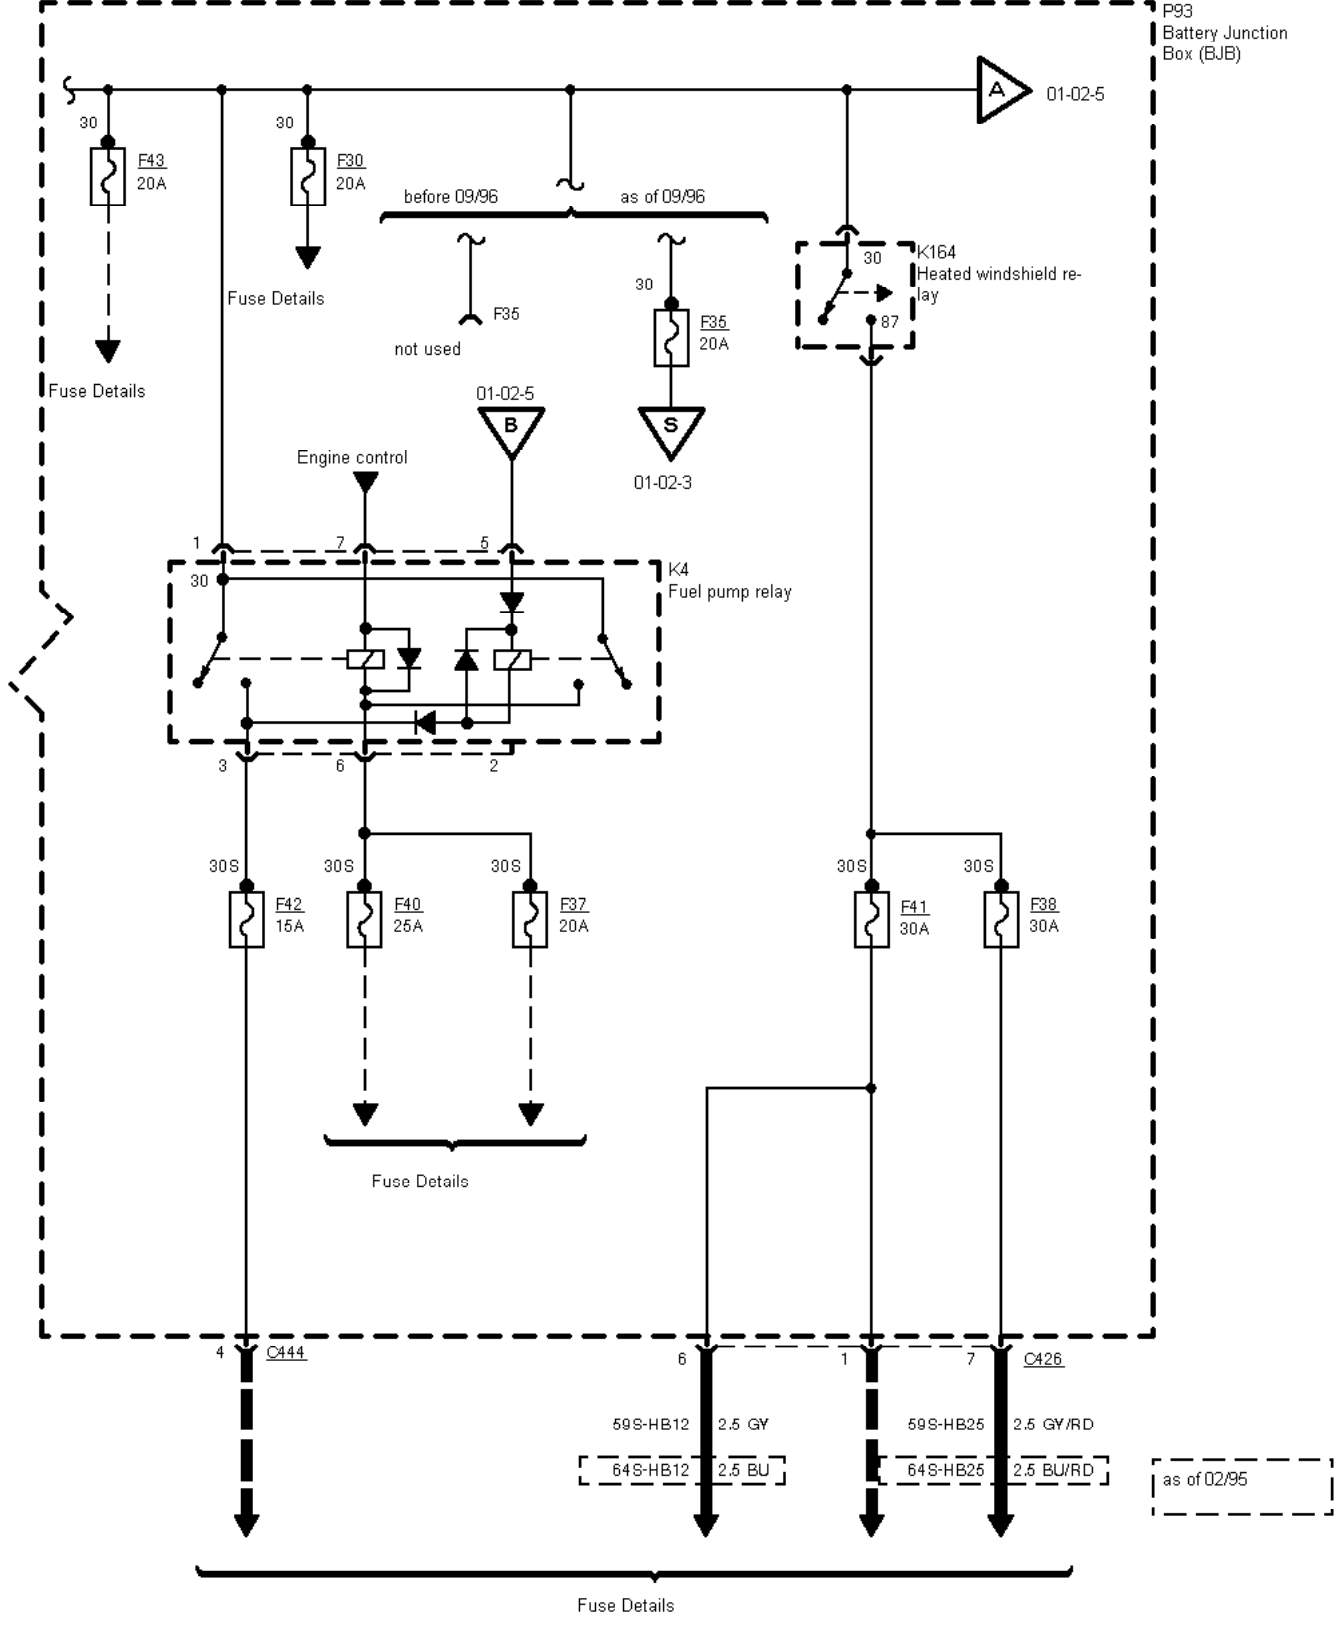 P93
Battery Junction
Box (BJB)
A
01-02-5
30
F43
20A
30
F30
20A
before 09/96
as of 09/96
Fuse Details
F35
not used
30
F35
20A
30
87
K164
Heated windshield re-
lay
Fuse Details
01-02-5
B
S
01-02-3
Engine control
1
7
5
30
K4
Fuel pump relay
3
6
2
30S
F42
15A
30S
F40
25A
30S
F37
20A
30S
F41
30A
30S
F38
30A
Fuse Details
4
C444
6
1
7
C426
59S-HB12
2.5 GY
59S-HB25
2.5 GY/RD
64S-HB12
2.5 BU
64S-HB25
2.5 BU/RD
as of 02/95
Fuse Details